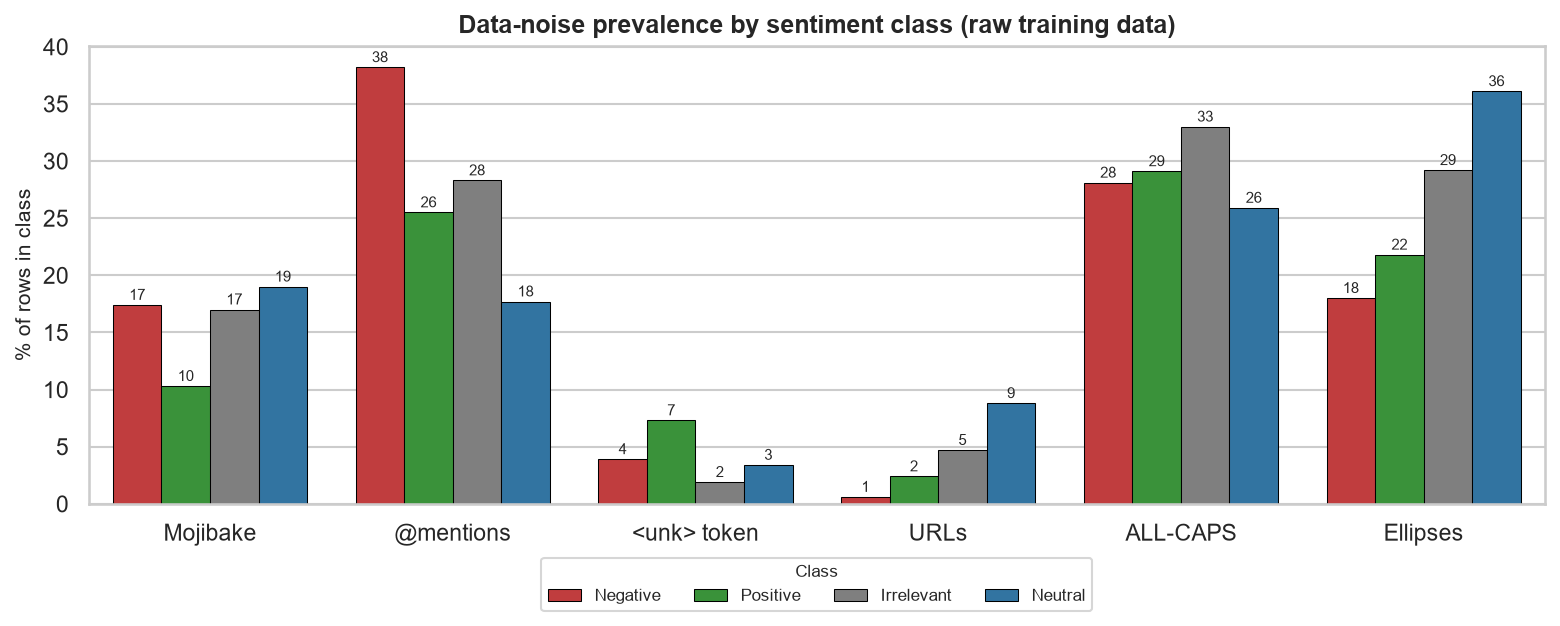 Data-noise prevalence by sentiment class (raw training data)
% of rows in class
40
35
30
25
20
15
10
5
0
17 10 17 19
38 26 28 18
4 7 2 3
1 2 5 9
28 29 33 26
18 22 29 36
Mojibake @mentions <unk> token URLs ALL-CAPS Ellipses
Class
Negative Positive Irrelevant Neutral